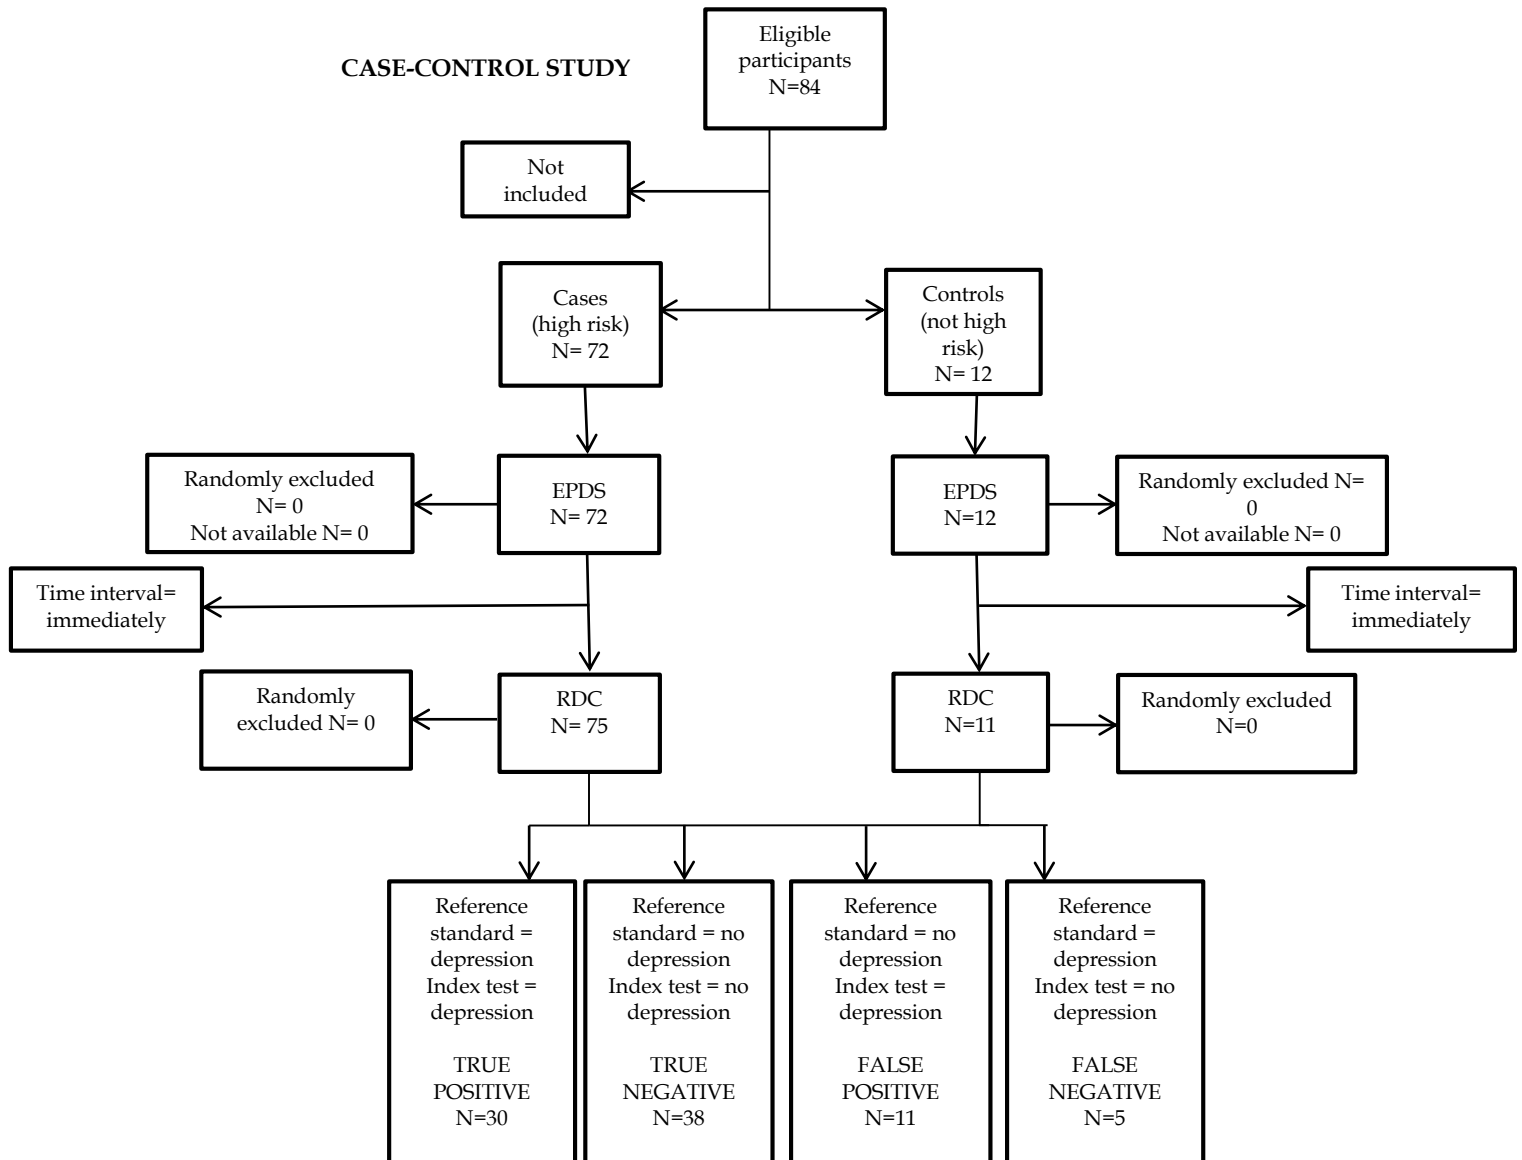 CASE-CONTROL STUDY
Eligible
participants
N=84
Not
included
Cases
(high risk)
N= 72
Controls
(not high
risk)
N= 12
Randomly excluded
N= 0
Not available N= 0
EPDS
N= 72
EPDS
N=12
Randomly excluded N=
0
Not available N= 0
Time interval=
immediately
Time interval=
immediately
Randomly
excluded N= 0
RDC
N= 75
RDC
N=11
Randomly excluded
N=0
Reference
standard =
depression
Index test =
depression
TRUE
POSITIVE
N=30
Reference
standard = no
depression
Index test = no
depression
TRUE
NEGATIVE
N=38
Reference
standard = no
depression
Index test =
depression
FALSE
POSITIVE
N=11
Reference
standard =
depression
Index test = no
depression
FALSE
NEGATIVE
N=5